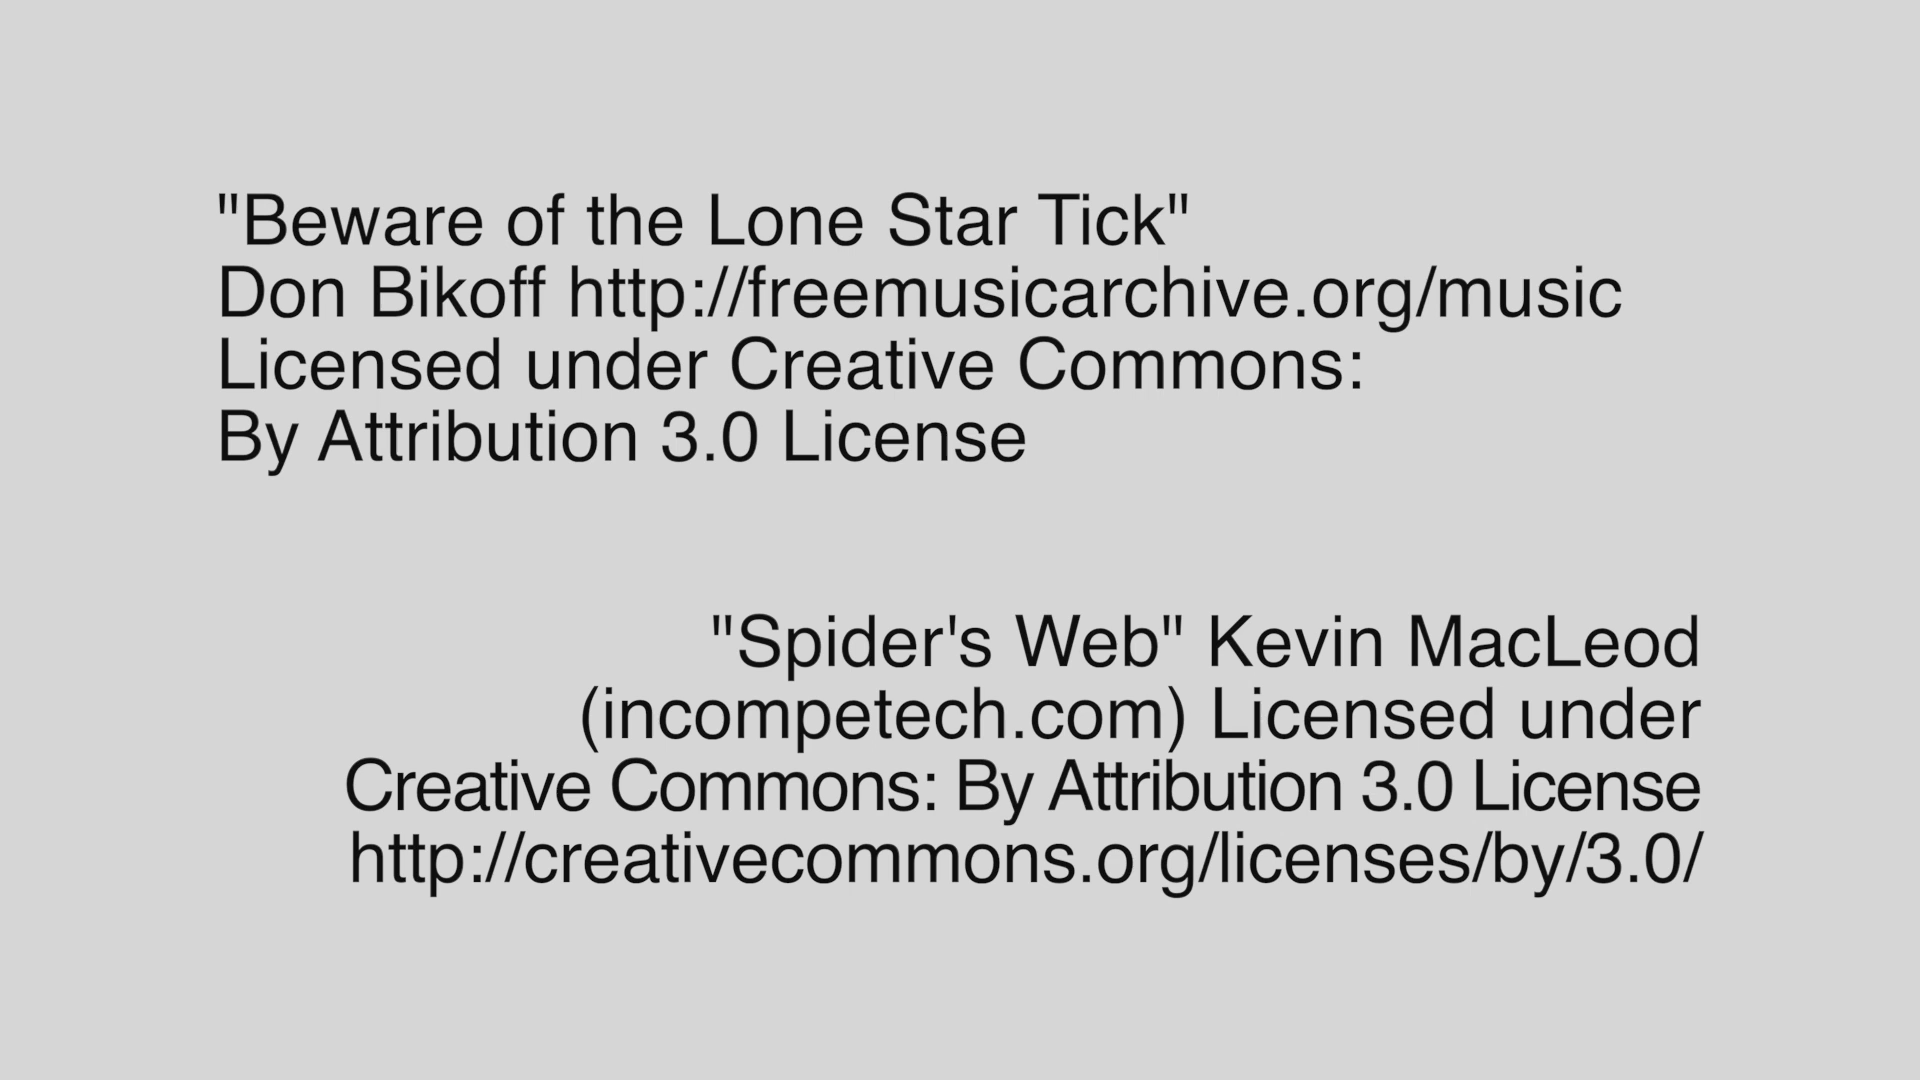 "Beware of the Lone Star Tick"
Don Bikoff http://freemusicarchive.org/music
Licensed under Creative Commons:
By Attribution 3.0 License
"Spider's Web" Kevin MacLeod
(incompetech.com) Licensed under
Creative Commons: By Attribution 3.0 License
http://creativecommons.org/licenses/by/3.0/